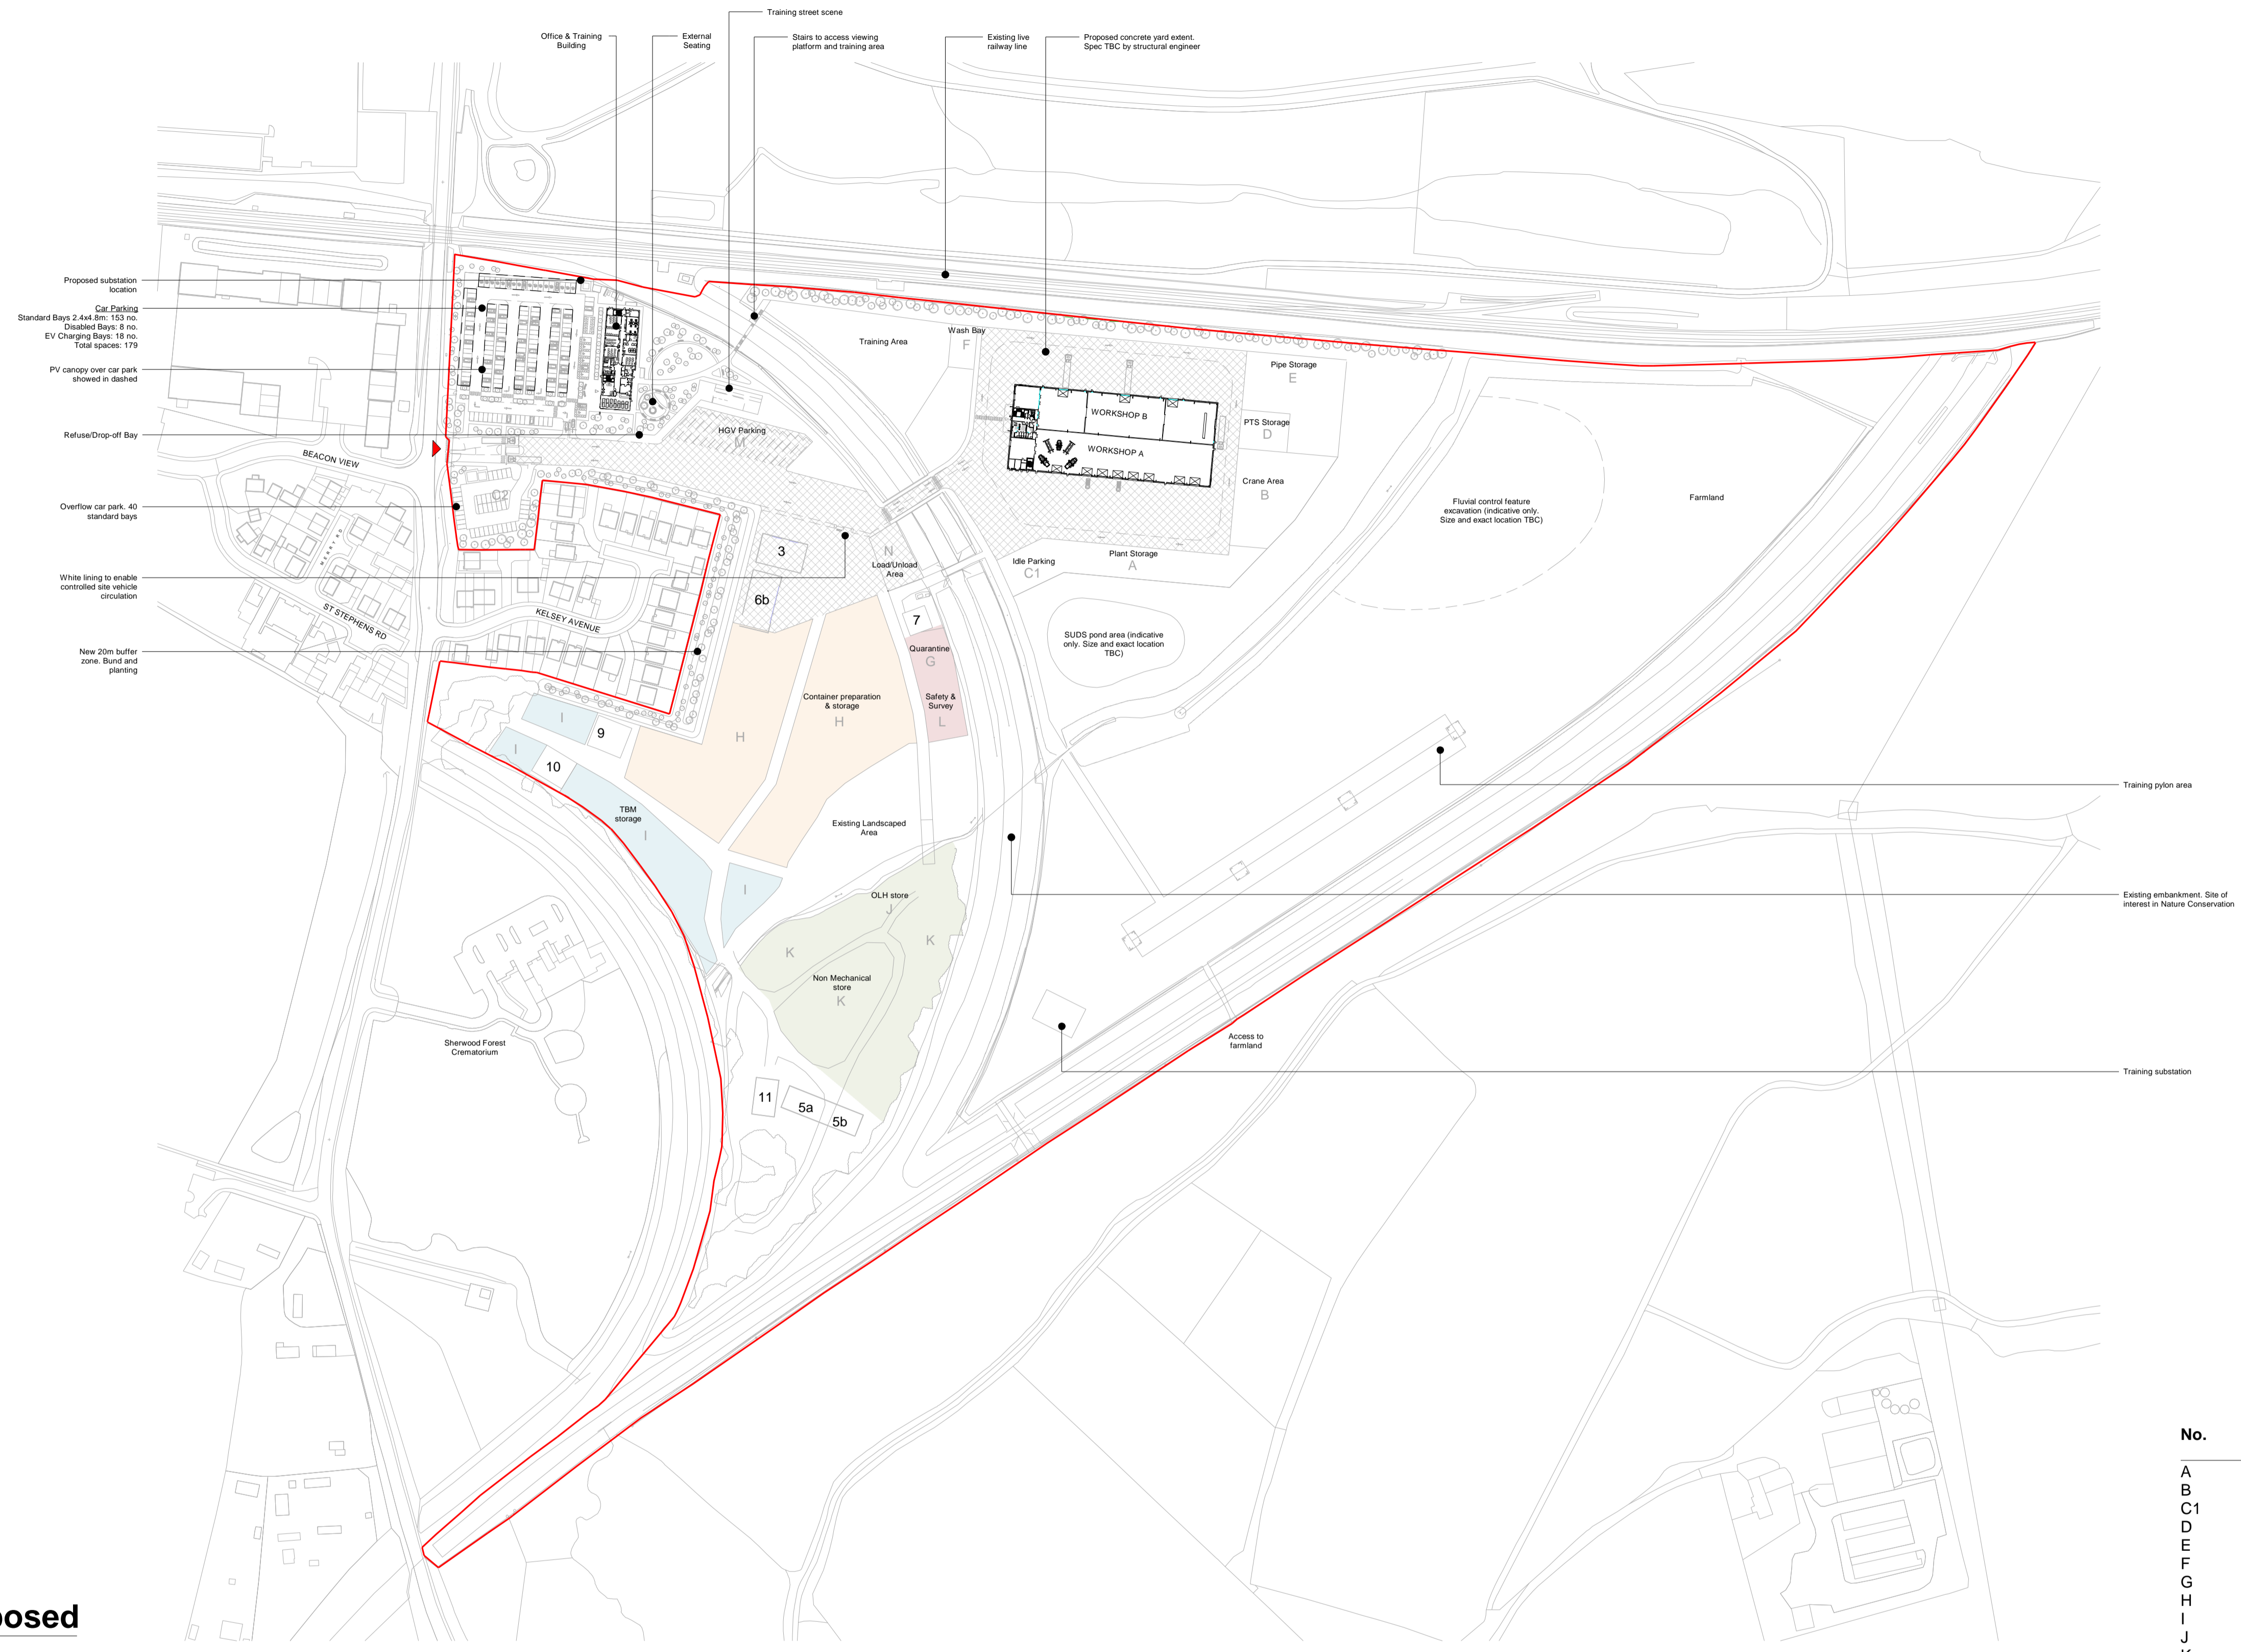 Training street scene
Office & Training
Building
External
Seating
Stairs to access viewing
platform and training area
Existing live
railway line
Proposed concrete yard extent.
Spec TBC by structural engineer
Proposed substation
location
Car Parking
Standard Bays 2.4x4.8m: 153 no.
Disabled Bays: 8 no.
EV Charging Bays: 18 no.
Total spaces: 179
PV canopy over car park
showed in dashed
Refuse/Drop-off Bay
Overflow car park. 40
standard bays
White lining to enable
controlled site vehicle
circulation
New 20m buffer
zone. Bund and
planting
Training Area
Wash Bay
F
Pipe Storage
E
WORKSHOP B
WORKSHOP A
PTS Storage
D
Crane Area
B
HGV Parking
M
BEACON VIEW
C2
MERRY RD
ST STEPHENS RD
KELSEY AVENUE
Fluvial control feature
excavation (indicative only.
Size and exact location TBC)
Farmland
3
6b
N
Load/Unload
Area
Idle Parking
C1
Plant Storage
A
7
Quarantine
G
SUDS pond area (indicative
only. Size and exact location
TBC)
Container preparation
& storage
H
H
Safety &
Survey
L
I
9
I
10
TBM
storage
I
I
Existing Landscaped
Area
Training pylon area
OLH store
J
K
K
Non Mechanical
store
K
Existing embankment. Site of
interest in Nature Conservation
Sherwood Forest
Crematorium
Access to
farmland
Training substation
11
5a
5b
No.
A
B
C1
D
E
F
G
H
I
J
posed